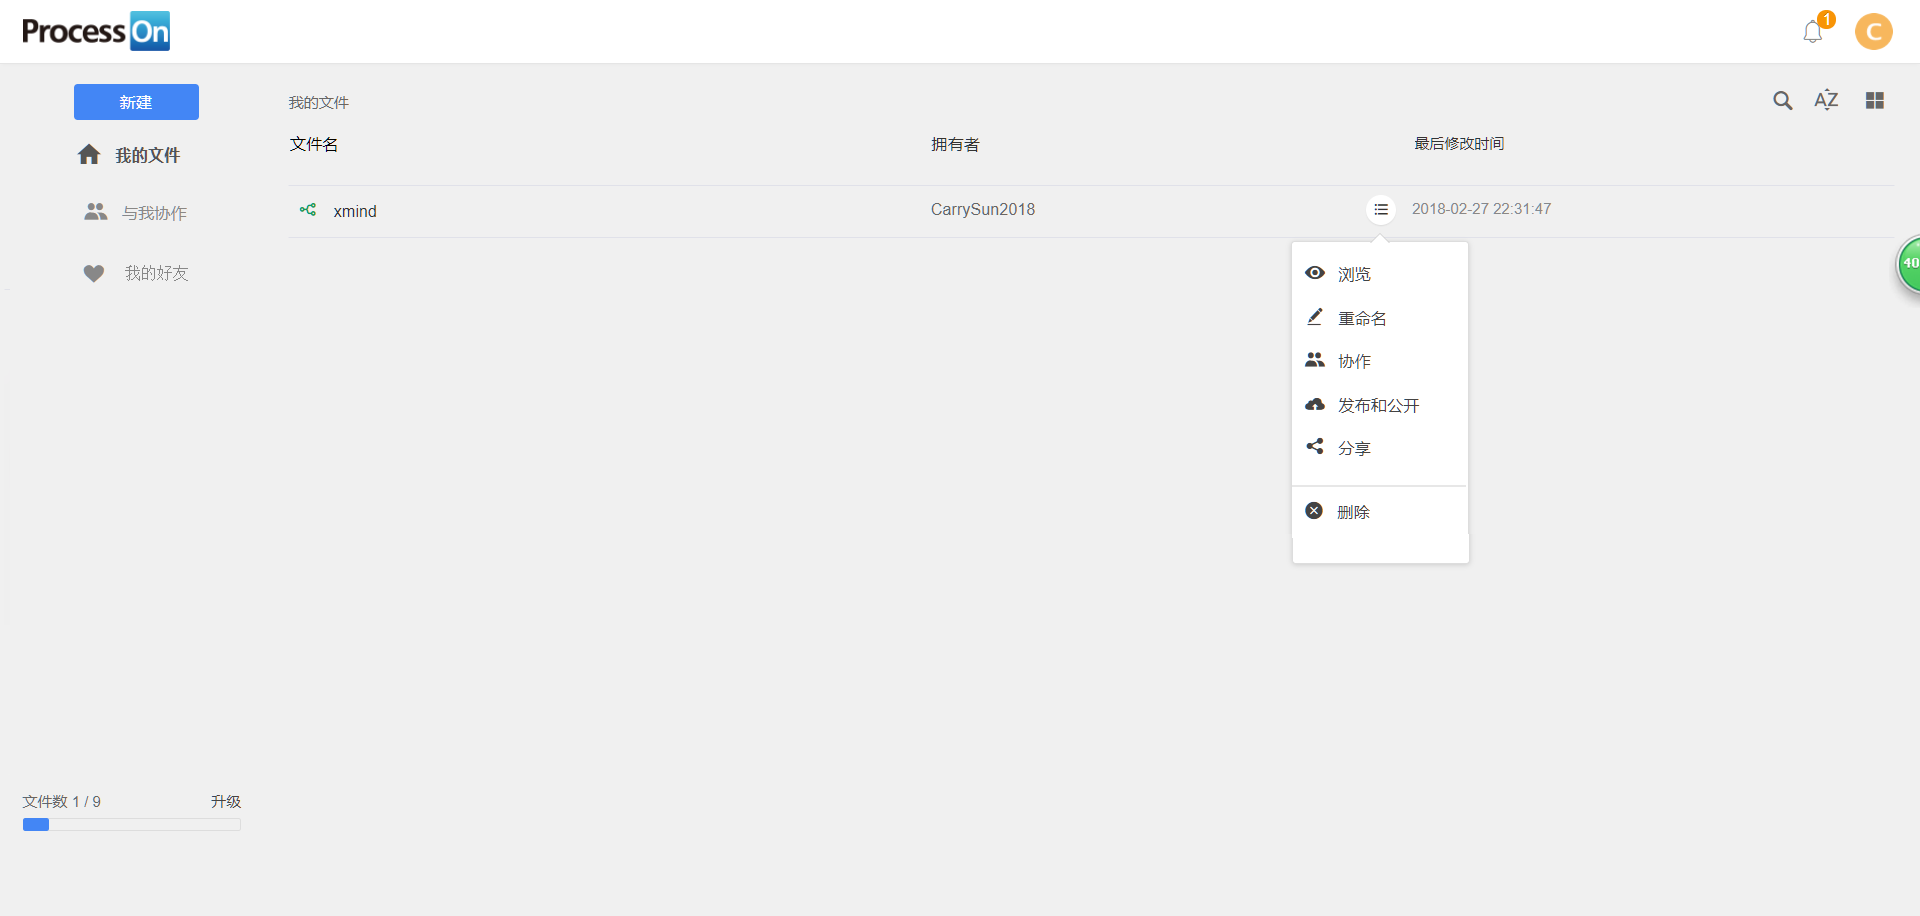 ProcessOn
1
C
新建
我的文件
我的文件
与我协作
我的好友
文件名
拥有者
最后修改时间
xmind
CarrySun2018
2018-02-27 22:31:47
AZ
40
浏览
重命名
协作
发布和公开
分享
删除
文件数 1 / 9
升级